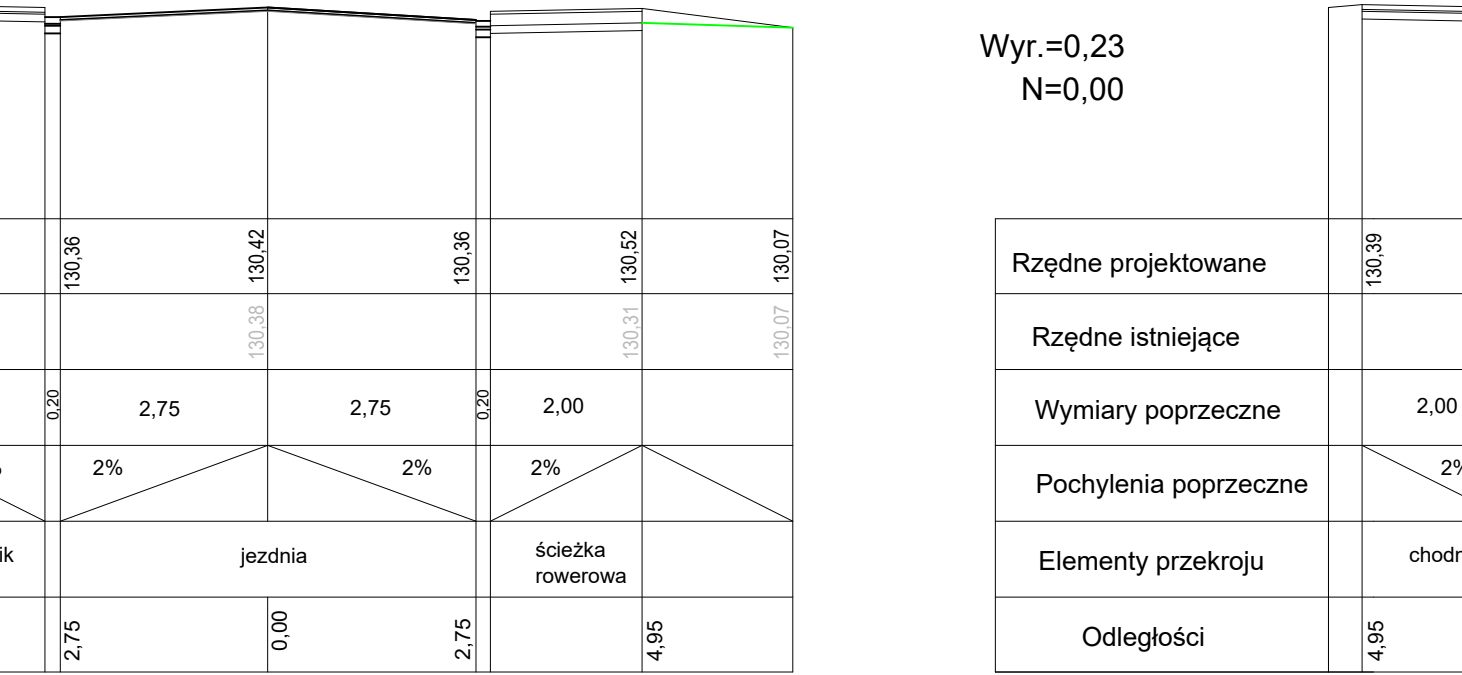 130,36
130,42
130,36
130,52
130,07
130,38
130,31
130,07
0,20
2,75
2,75
0,20
2,00
2%
2%
2%
ik
jezdnia
ścieżka
rowerowa
2,75
0,00
2,75
4,95
Wyr.=0,23
N=0,00
Rzędne projektowane
130,39
Rzędne istniejące
Wymiary poprzeczne
2,00
Pochylenia poprzeczne
2%
Elementy przekroju
chodn
Odległości
4,95